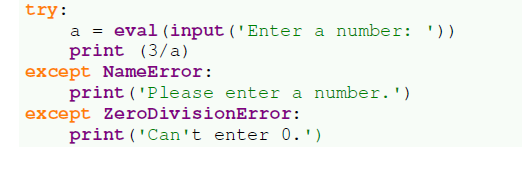 try:
    a = eval(input('Enter a number: '))
    print (3/a)
except NameError:
    print('Please enter a number.')
except ZeroDivisionError:
    print('Can't enter 0.')